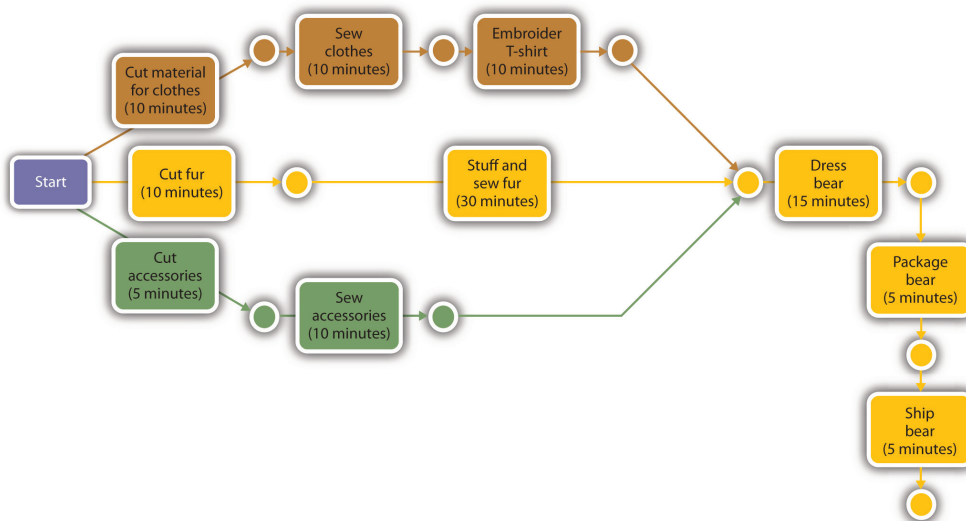 Start
Cut material
for clothes
(10 minutes)
Sew
clothes
(10 minutes)
Embroider
T-shirt
(10 minutes)
Cut fur
(10 minutes)
Stuff and
sew fur
(30 minutes)
Cut
accessories
(5 minutes)
Sew
accessories
(10 minutes)
Dress
bear
(15 minutes)
Package
bear
(5 minutes)
Ship
bear
(5 minutes)